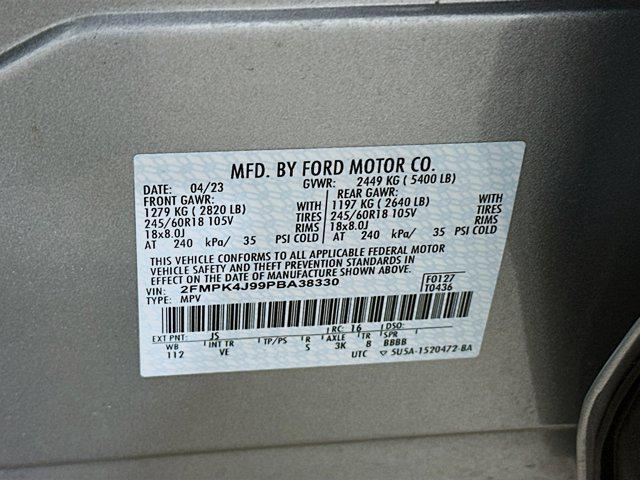 MFD. BY FORD MOTOR CO.
DATE: 04/23 GVWR: 2449 KG ( 5400 LB)
FRONT GAWR: REAR GAWR:
1279 KG ( 2820 LB) WITH 1197 KG ( 2640 LB) WITH
245/60R18 105V TIRES 245/60R18 105V TIRES
18x8.0J RIMS 18x8.0J RIMS
AT 240 kPa/ 35 PSI COLD AT 240 kPa/ 35 PSI COLD
THIS VEHICLE CONFORMS TO ALL APPLICABLE FEDERAL MOTOR
VEHICLE SAFETY AND THEFT PREVENTION STANDARDS IN
EFFECT ON THE DATE OF MANUFACTURE SHOWN ABOVE.
VIN: 2FMPK4J99PBA38330 F0127
TYPE: MPV T0436
EXT PNT: JS RC: 16 DSO:
WB INT TR TP/PS R AXLE TR SPR
112 VE S 3K 8 BBBB
UTC ▽ 5U5A-1520472-BA